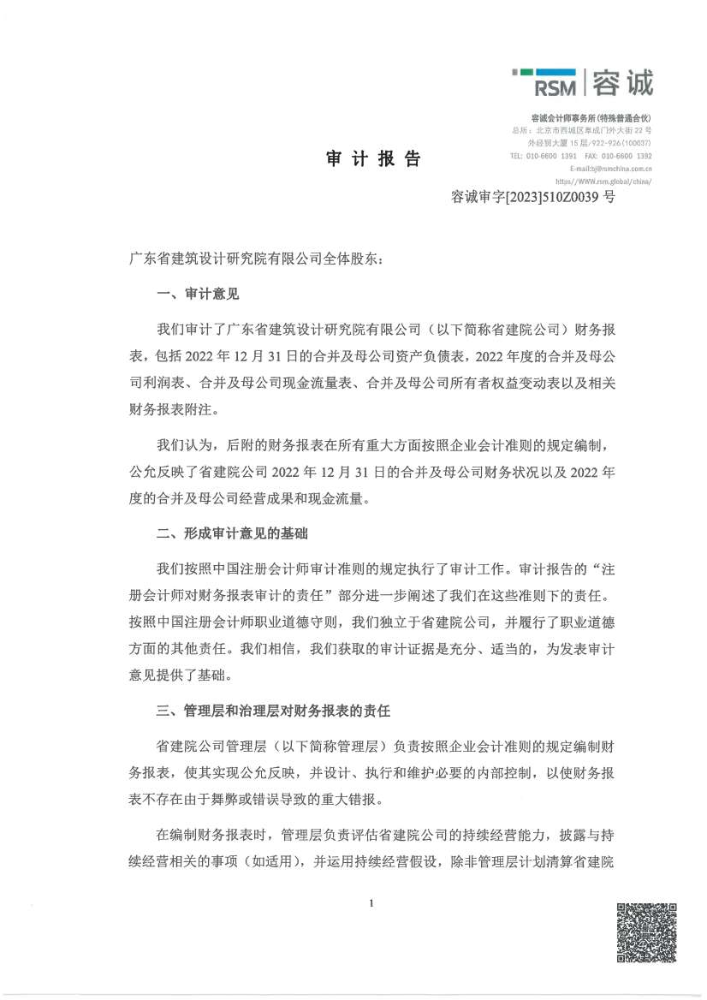 RSM 容诚
容诚会计师事务所(特殊普通合伙)
总所：北京市西城区阜成门外大街 22 号
外经贸大厦 15 层/922-926(100037)
TEL: 010-6600 1391 FAX: 010-6600 1392
E-mail:bj@rsmchina.com.cn
https//WWW.rsm.global/china/
审 计 报 告
容诚审字[2023]510Z0039 号
广东省建筑设计研究院有限公司全体股东：
一、审计意见
我们审计了广东省建筑设计研究院有限公司（以下简称省建院公司）财务报
表，包括 2022 年 12 月 31 日的合并及母公司资产负债表，2022 年度的合并及母公
司利润表、合并及母公司现金流量表、合并及母公司所有者权益变动表以及相关
财务报表附注。
我们认为，后附的财务报表在所有重大方面按照企业会计准则的规定编制，
公允反映了省建院公司 2022 年 12 月 31 日的合并及母公司财务状况以及 2022 年
度的合并及母公司经营成果和现金流量。
二、形成审计意见的基础
我们按照中国注册会计师审计准则的规定执行了审计工作。审计报告的“注
册会计师对财务报表审计的责任”部分进一步阐述了我们在这些准则下的责任。
按照中国注册会计师职业道德守则，我们独立于省建院公司，并履行了职业道德
方面的其他责任。我们相信，我们获取的审计证据是充分、适当的，为发表审计
意见提供了基础。
三、管理层和治理层对财务报表的责任
省建院公司管理层（以下简称管理层）负责按照企业会计准则的规定编制财
务报表，使其实现公允反映，并设计、执行和维护必要的内部控制，以使财务报
表不存在由于舞弊或错误导致的重大错报。
在编制财务报表时，管理层负责评估省建院公司的持续经营能力，披露与持
续经营相关的事项（如适用），并运用持续经营假设，除非管理层计划清算省建院
1